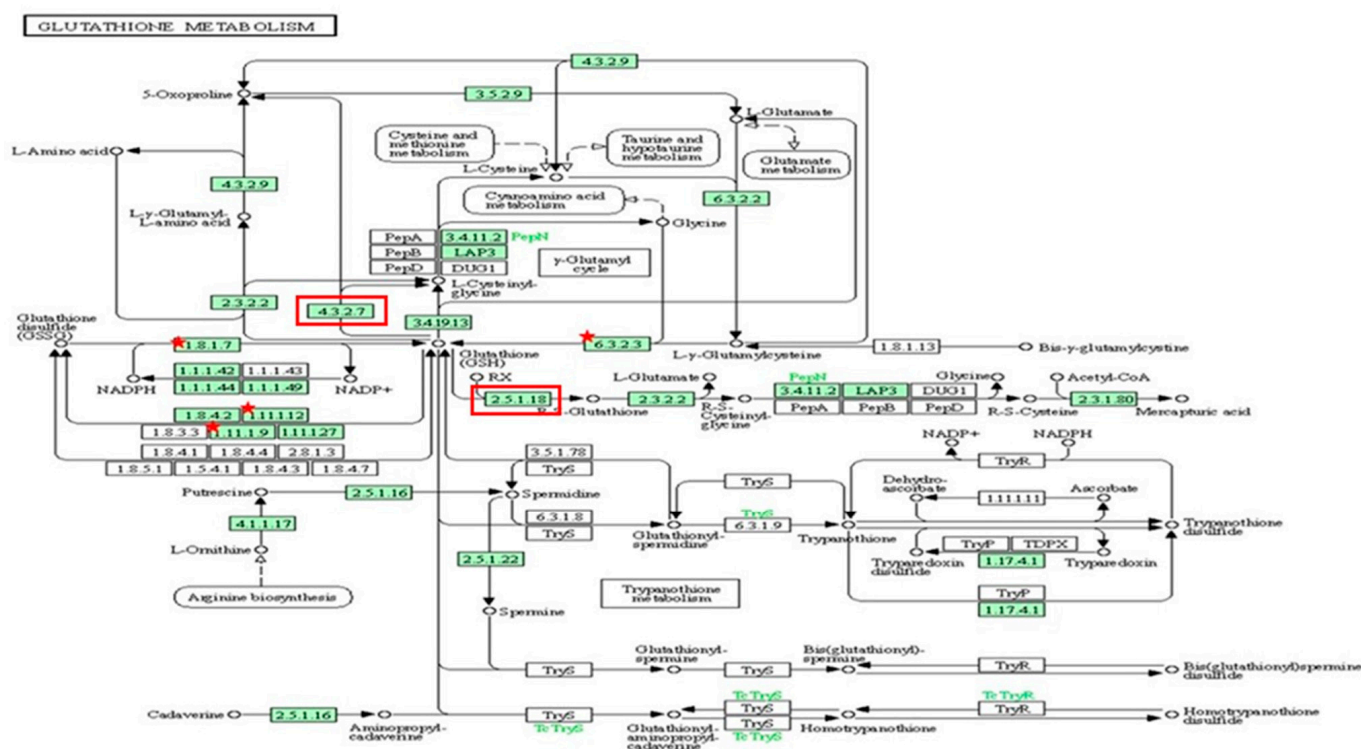 GLUTATHIONE METABOLISM
4.3.2.9
5-Oxoproline
3.5.2.9
L-Glutamate
Cysteine and
methionine
metabolism
Taurine and
hypotaurine
metabolism
Glutamate
metabolism
L-Amino acid
L-Cysteine
4.3.2.9
6.3.2.2
Cyanoamino acid
metabolism
L-γ-Glutamyl-
L-amino acid
Glycine
PepA
3.4.11.2
PepN
PepB
LAP3
PepD
DUG1
γ-Glutamyl
cycle
L-Cysteinyl-
glycine
2.3.2.2
4.3.2.7
3.4.19.13
Glutathione
disulfide
(GSSG)
1.8.1.7
6.3.2.3
Glutathione
(GSH)
L-γ-Glutamylcysteine
1.8.1.13
Bis-γ-glutamylcystine
1.1.1.42
1.1.1.43
NADPH
1.1.1.44
1.1.1.49
NADP+
RX
L-Glutamate
PepN
Glycine
Acetyl-CoA
2.5.1.18
2.3.2.2
3.4.11.2
LAP3
DUG1
2.3.1.80
R-S-Glutathione
R-S-
Cysteinyl-
glycine
PepA
PepB
PepD
R-S-Cysteine
Mercapturic acid
1.8.4.2
1.11.1.12
1.8.3.3
1.11.1.9
1.11.1.27
1.8.4.1
1.8.4.4
2.8.1.3
1.8.5.1
1.5.4.1
1.8.4.3
1.8.4.7
3.5.1.78
TryS
NADP+
NADPH
TryR
Putrescine
2.5.1.16
Spermidine
TryS
Dehydro-
ascorbate
1.11.1.11
Ascorbate
4.1.1.17
6.3.1.8
TryS
TryS
6.3.1.9
Glutathionyl-
spermidine
Trypanothione
Trypanothione
disulfide
L-Ornithine
TryP
TDPX
2.5.1.22
Tryparedoxin
disulfide
1.17.4.1
Tryparedoxin
Arginine biosynthesis
Trypanothione
metabolism
TryP
1.17.4.1
Spermine
Glutathionyl-
spermine
Bis(glutathionyl)-
spermine
TryS
TryS
TryR
Bis(glutathionyl)spermine
disulfide
TcTryS
TcTryR
Cadaverine
2.5.1.16
Aminopropyl-
cadaverine
TryS
TcTryS
Glutathionyl-
aminopropyl-
cadaverine
TryS
TryS
TcTryS
Homotrypanothione
TryR
Homotrypanothione
disulfide